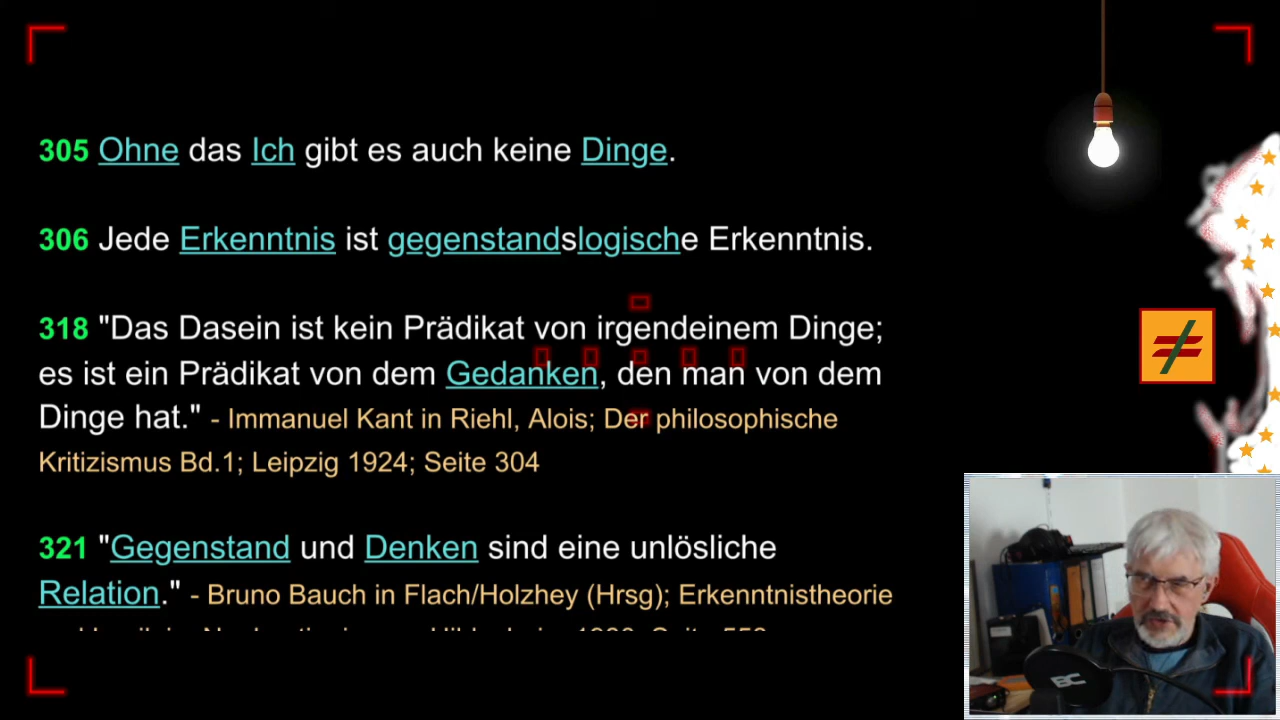 305 Ohne das Ich gibt es auch keine Dinge.
306 Jede Erkenntnis ist gegenstandslogische Erkenntnis.
318 "Das Dasein ist kein Prädikat von irgendeinem Dinge;
es ist ein Prädikat von dem Gedanken, den man von dem
Dinge hat." - Immanuel Kant in Riehl, Alois; Der philosophische
Kritizismus Bd.1; Leipzig 1924; Seite 304
321 "Gegenstand und Denken sind eine unlösliche
Relation." - Bruno Bauch in Flach/Holzhey (Hrsg); Erkenntnistheorie
≠
BC